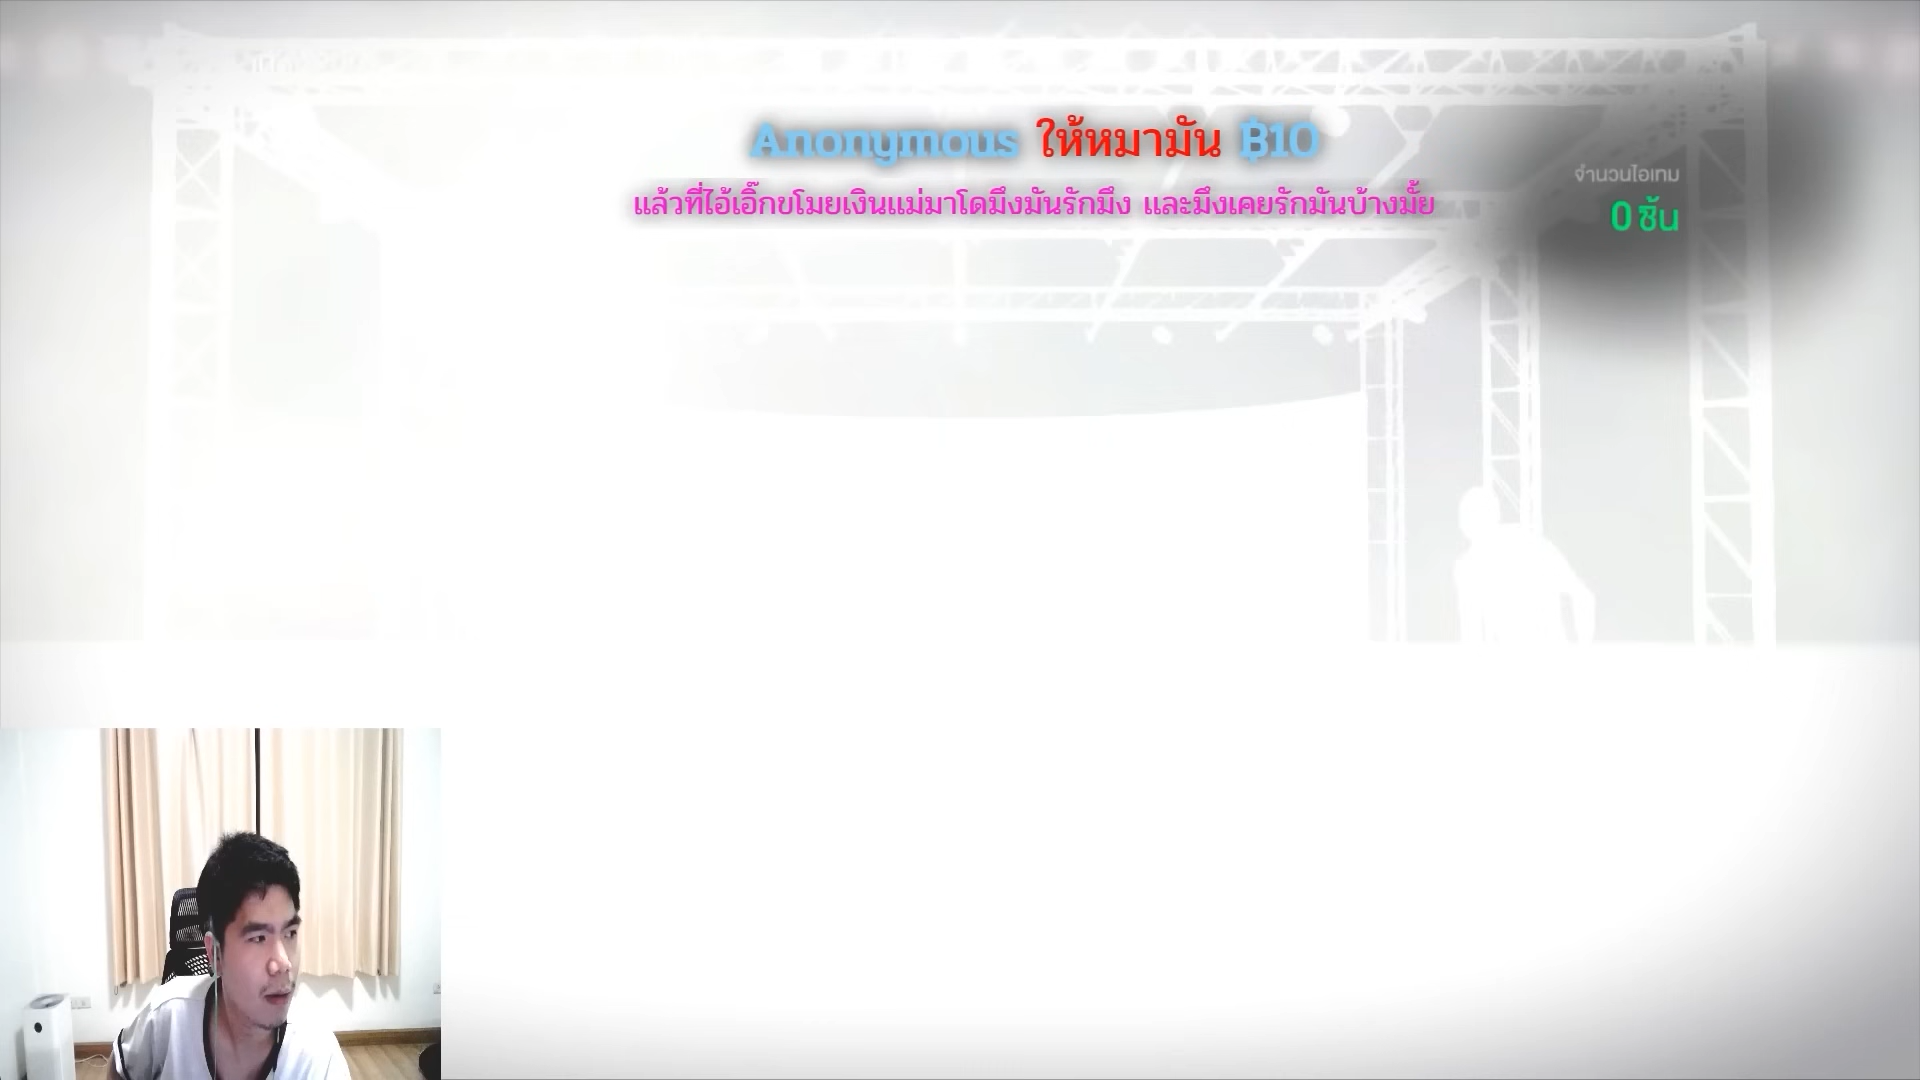 Anonymous ให้หมามัน ฿10
แล้วที่ไอ้เอิ๊กขโมยเงินแม่มาโดมึงมันรักมึง และมึงเคยรักมันบ้างมั้ย
จำนวนไอเทม
0 ชิ้น